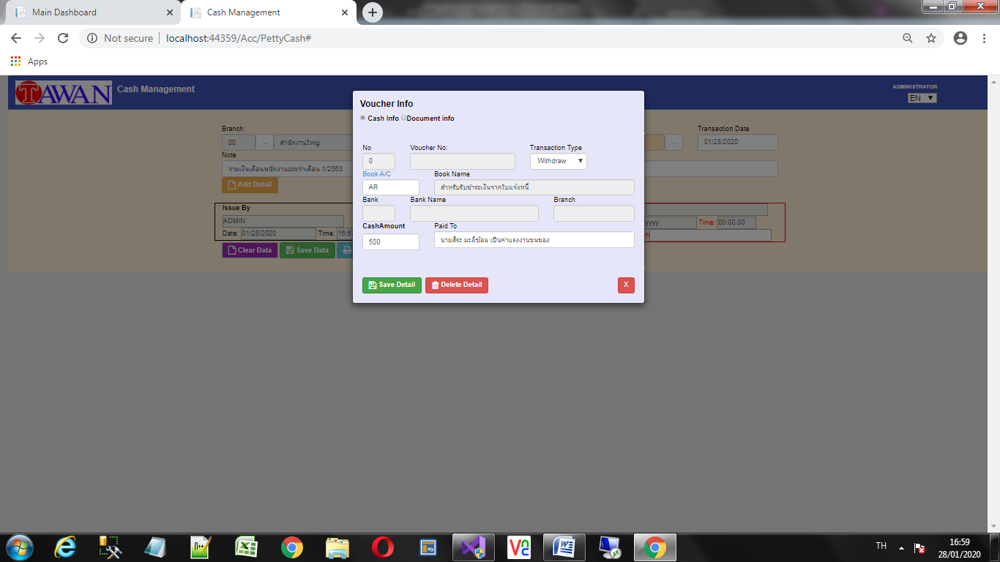 Main Dashboard
Cash Management
Not secure
localhost:44359/Acc/PettyCash#
Apps
TAWAN
Cash Management
ADMINISTRATOR
EN
Branch:
00
...
สำนักงานใหญ่
...
Transaction Date
01/28/2020
Note
จ่ายเงินเดือนพนักงานประจำเดือน 1/2563
Add Detail
Issue By
ADMIN
Date: 01/28/2020 Time: 16:57
yyyy Time: 00:00:00
Clear Data
Save Data
Voucher Info
Cash Info
Document info
No
Voucher No:
Transaction Type
0
Withdraw
Book A/C
Book Name
AR
สำหรับรับชำระเงินจากใบแจ้งหนี้
Bank
Bank Name
Branch
CashAmount
Paid To
500
นายสีระ มะลิซ้อน เป็นค่าแรงงานขนของ
Save Detail
Delete Detail
X
TH
16:59
28/01/2020